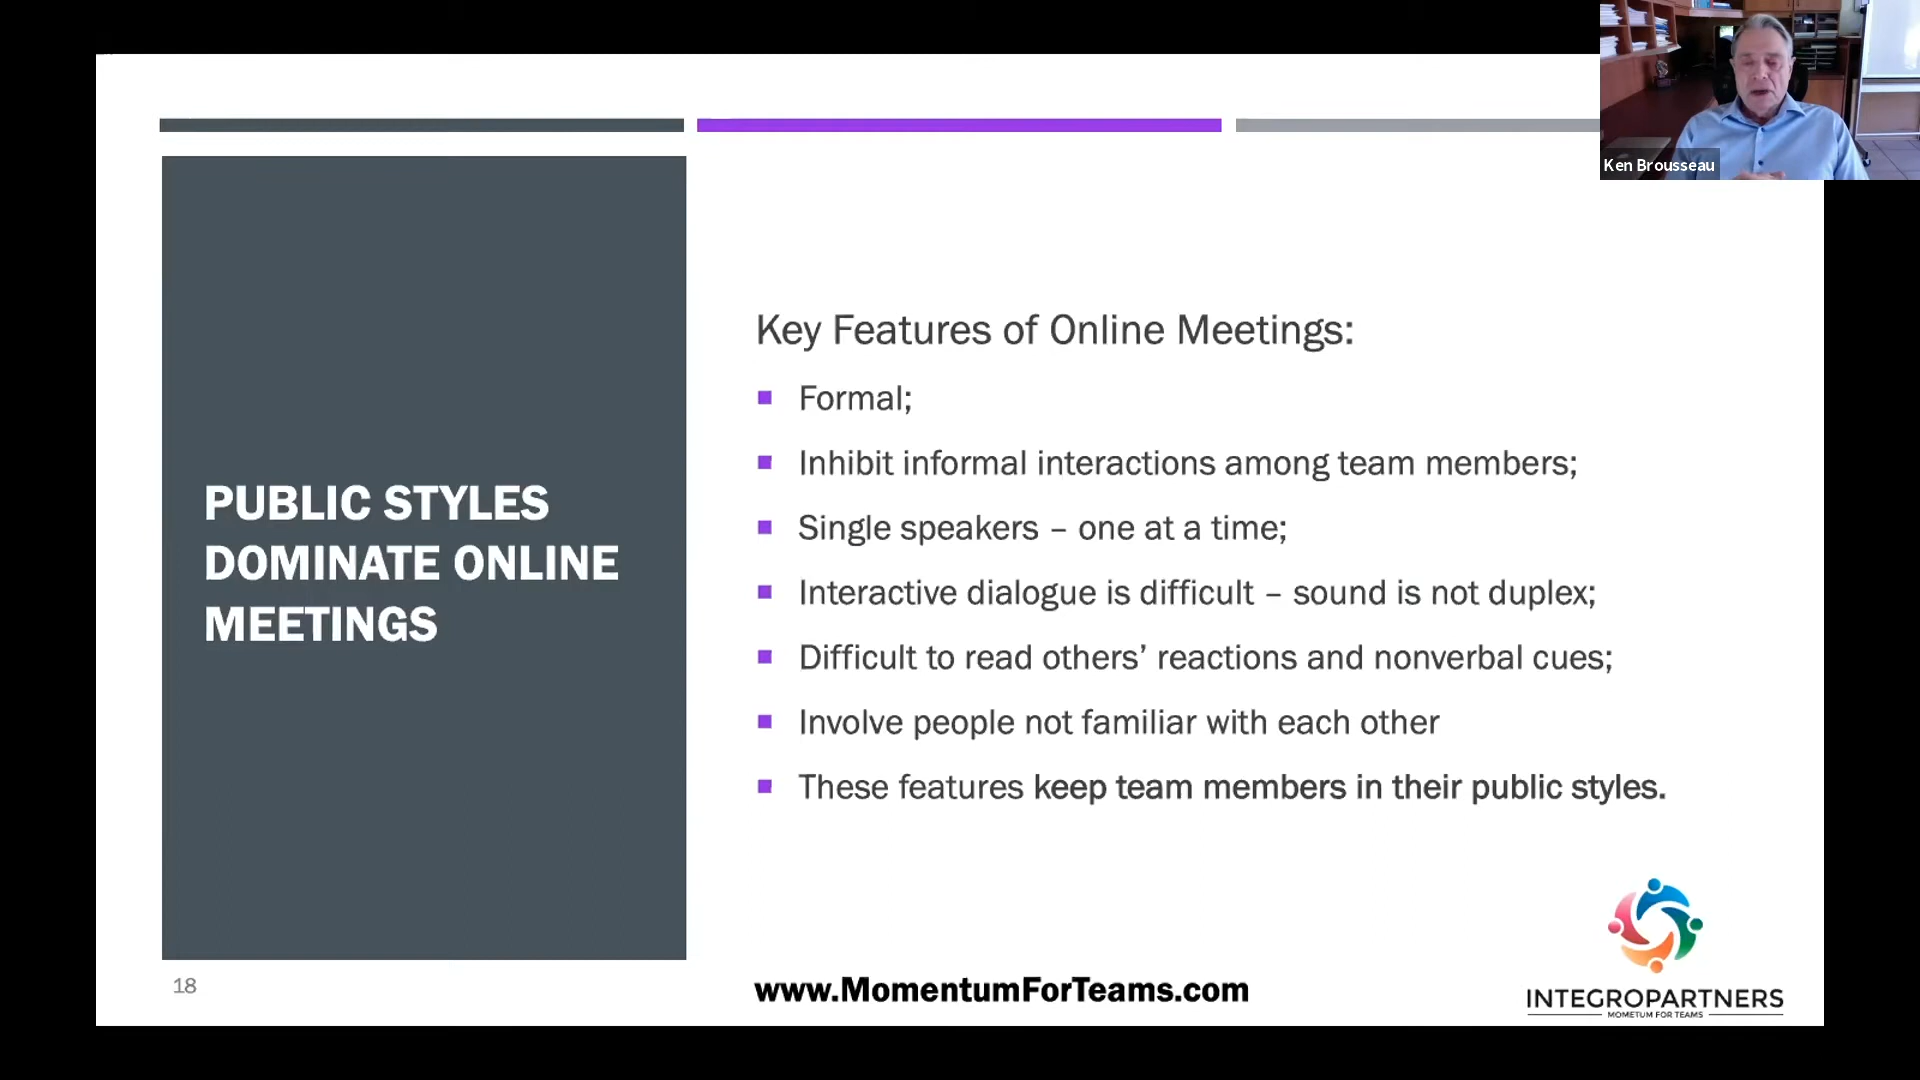 Ken Brousseau
PUBLIC STYLES
DOMINATE ONLINE
MEETINGS
Key Features of Online Meetings:
Formal;
Inhibit informal interactions among team members;
Single speakers – one at a time;
Interactive dialogue is difficult – sound is not duplex;
Difficult to read others’ reactions and nonverbal cues;
Involve people not familiar with each other
These features keep team members in their public styles.
18
www.MomentumForTeams.com
INTEGROPARTNERS
MOMETUM FOR TEAMS